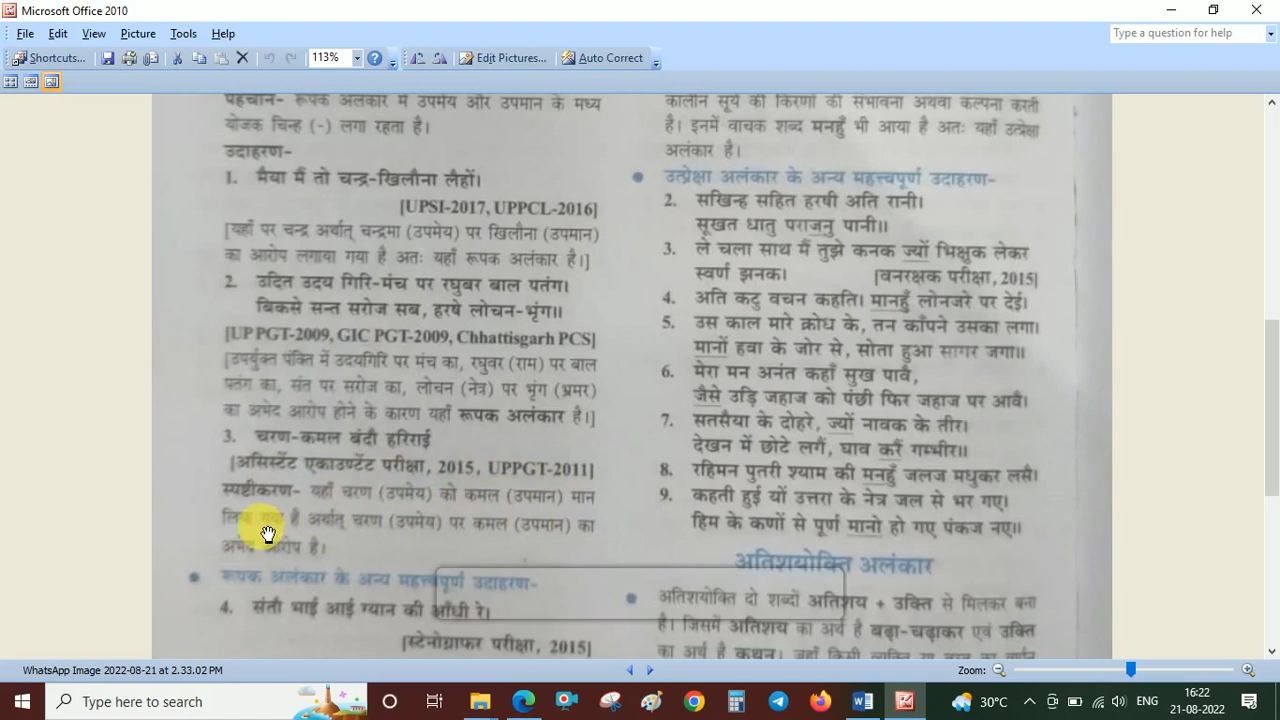 Microsoft Office 2010
File Edit View Picture Tools Help
Type a question for help
Shortcuts...
113%
Edit Pictures...
Auto Correct
पहचान- रूपक अलंकार में उपमेय और उपमान के मध्य
योजक चिन्ह (-) लगा रहता है।
उदाहरण-
1. मैया मैं तो चन्द्र-खिलौना लैहों।
[UPSI-2017, UPPCL-2016]
[यहाँ पर चन्द्र अर्थात् चन्द्रमा (उपमेय) पर खिलौना (उपमान)
का आरोप लगाया गया है अतः यहाँ रूपक अलंकार है।]
2. उदित उदय गिरि-मंच पर रघुबर बाल पतंग।
बिकसे सन्त सरोज सब, हरषे लोचन-भृंग॥
[UP PGT-2009, GIC PGT-2009, Chhattisgarh PCS]
[उपर्युक्त पंक्ति में उदयगिरि पर मंच का, रघुवर (राम) पर बाल
पतंग का, संत पर सरोज का, लोचन (नेत्र) पर भृंग (भ्रमर)
का अभेद आरोप होने के कारण यहाँ रूपक अलंकार है।]
3. चरण-कमल बंदौ हरिराई
[असिस्टेंट एकाउण्टेंट परीक्षा, 2015, UPPGT-2011]
स्पष्टीकरण- यहाँ चरण (उपमेय) को कमल (उपमान) मान
लिया गया है अर्थात् चरण (उपमेय) पर कमल (उपमान) का
अभेद आरोप है।
रूपक अलंकार के अन्य महत्त्वपूर्ण उदाहरण-
4. संतौ भाई आई ग्यान की आँधी रे।
[स्टेनोग्राफर परीक्षा, 2015]
कालीन सूर्य की किरणों की संभावना अथवा कल्पना करती
है। इनमें वाचक शब्द मनहुँ भी आया है अतः यहाँ उत्प्रेक्षा
अलंकार है।
उत्प्रेक्षा अलंकार के अन्य महत्त्वपूर्ण उदाहरण-
2. सखिन्ह सहित हरषी अति रानी।
सूखत धातु पराजनु पानी॥
3. ले चला साथ मैं तुझे कनक ज्यों भिक्षुक लेकर
स्वर्ण झनक। [वनरक्षक परीक्षा, 2015]
4. अति कटु वचन कहति। मानहुँ लोनजरे पर देई।
5. उस काल मारे क्रोध के, तन काँपने उसका लगा।
मानों हवा के जोर से, सोता हुआ सागर जगा॥
6. मेरा मन अनंत कहाँ सुख पावै,
जैसे उड़ि जहाज को पंछी फिर जहाज पर आवै।
7. सतसैया के दोहरे, ज्यों नावक के तीर।
देखन में छोटे लगैं, घाव करैं गम्भीर॥
8. रहिमन पुतरी श्याम की मनहुँ जलज मधुकर लसै।
9. कहती हुई यों उत्तरा के नेत्र जल से भर गए।
हिम के कणों से पूर्ण मानो हो गए पंकज नए॥
अतिशयोक्ति अलंकार
अतिशयोक्ति दो शब्दों अतिशय + उक्ति से मिलकर बना
है। जिसमें अतिशय का अर्थ है बढ़ा-चढ़ाकर एवं उक्ति
का अर्थ है कथन। जहाँ किसी
WhatsApp Image 2022-08-21 at 2.33.02 PM
Zoom:
Type here to search
30°C
ENG
16:22
21-08-2022